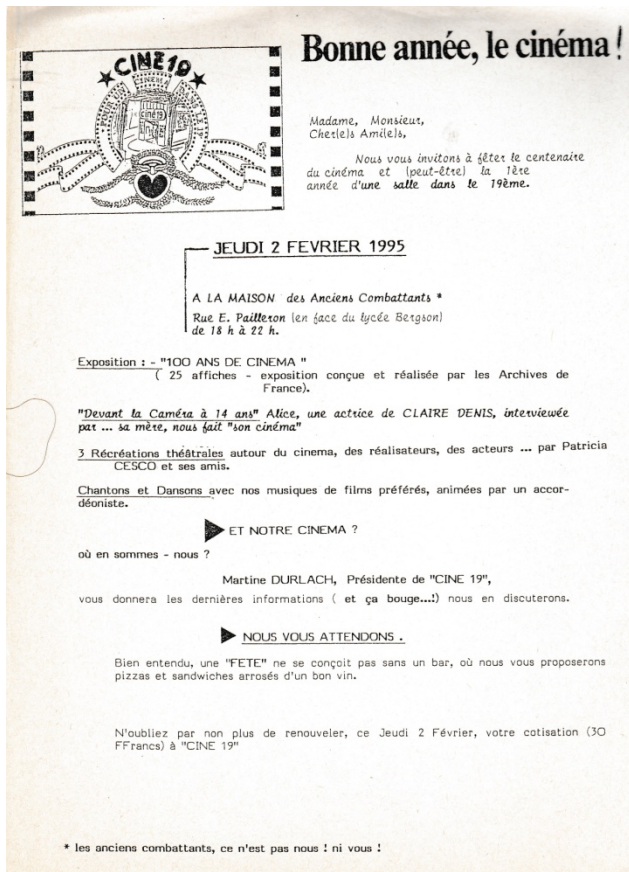 Bonne année, le cinéma !
CINÉ 19
CINEMA
ciné 19
Madame, Monsieur,
Cher(e)s Ami(e)s,
Nous vous invitons à fêter le centenaire
du cinéma et (peut-être) la 1ère
année d'une salle dans le 19ème.
JEUDI 2 FEVRIER 1995
A LA MAISON des Anciens Combattants *
Rue E. Pailleron (en face du lycée Bergson)
de 18 h à 22 h.
Exposition : - "100 ANS DE CINEMA "
( 25 affiches - exposition conçue et réalisée par les Archives de
France).
"Devant la Caméra à 14 ans" Alice, une actrice de CLAIRE DENIS, interviewée
par ... sa mère, nous fait "son cinéma"
3 Récréations théâtrales autour du cinema, des réalisateurs, des acteurs ... par Patricia
CESCO et ses amis.
Chantons et Dansons avec nos musiques de films préférés, animées par un accor-
déoniste.
ET NOTRE CINEMA ?
où en sommes - nous ?
Martine DURLACH, Présidente de "CINE 19",
vous donnera les dernières informations ( et ça bouge...!) nous en discuterons.
NOUS VOUS ATTENDONS .
Bien entendu, une "FETE" ne se conçoit pas sans un bar, où nous vous proposerons
pizzas et sandwiches arrosés d'un bon vin.
N'oubliez par non plus de renouveler, ce Jeudi 2 Février, votre cotisation (30
FFrancs) à "CINE 19"
* les anciens combattants, ce n'est pas nous ! ni vous !